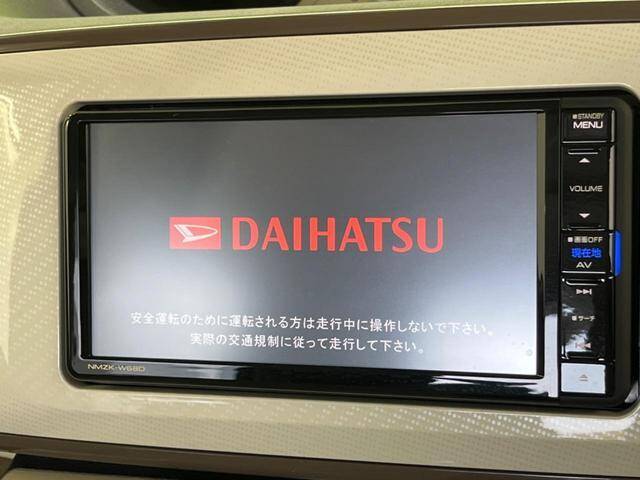 DAIHATSU
安全運転のために運転される方は走行中に操作しないで下さい。
実際の交通規制に従って走行して下さい。
NMZK-W68D
STANDBY
MENU
VOLUME
画面OFF
現在地
AV
サーチ